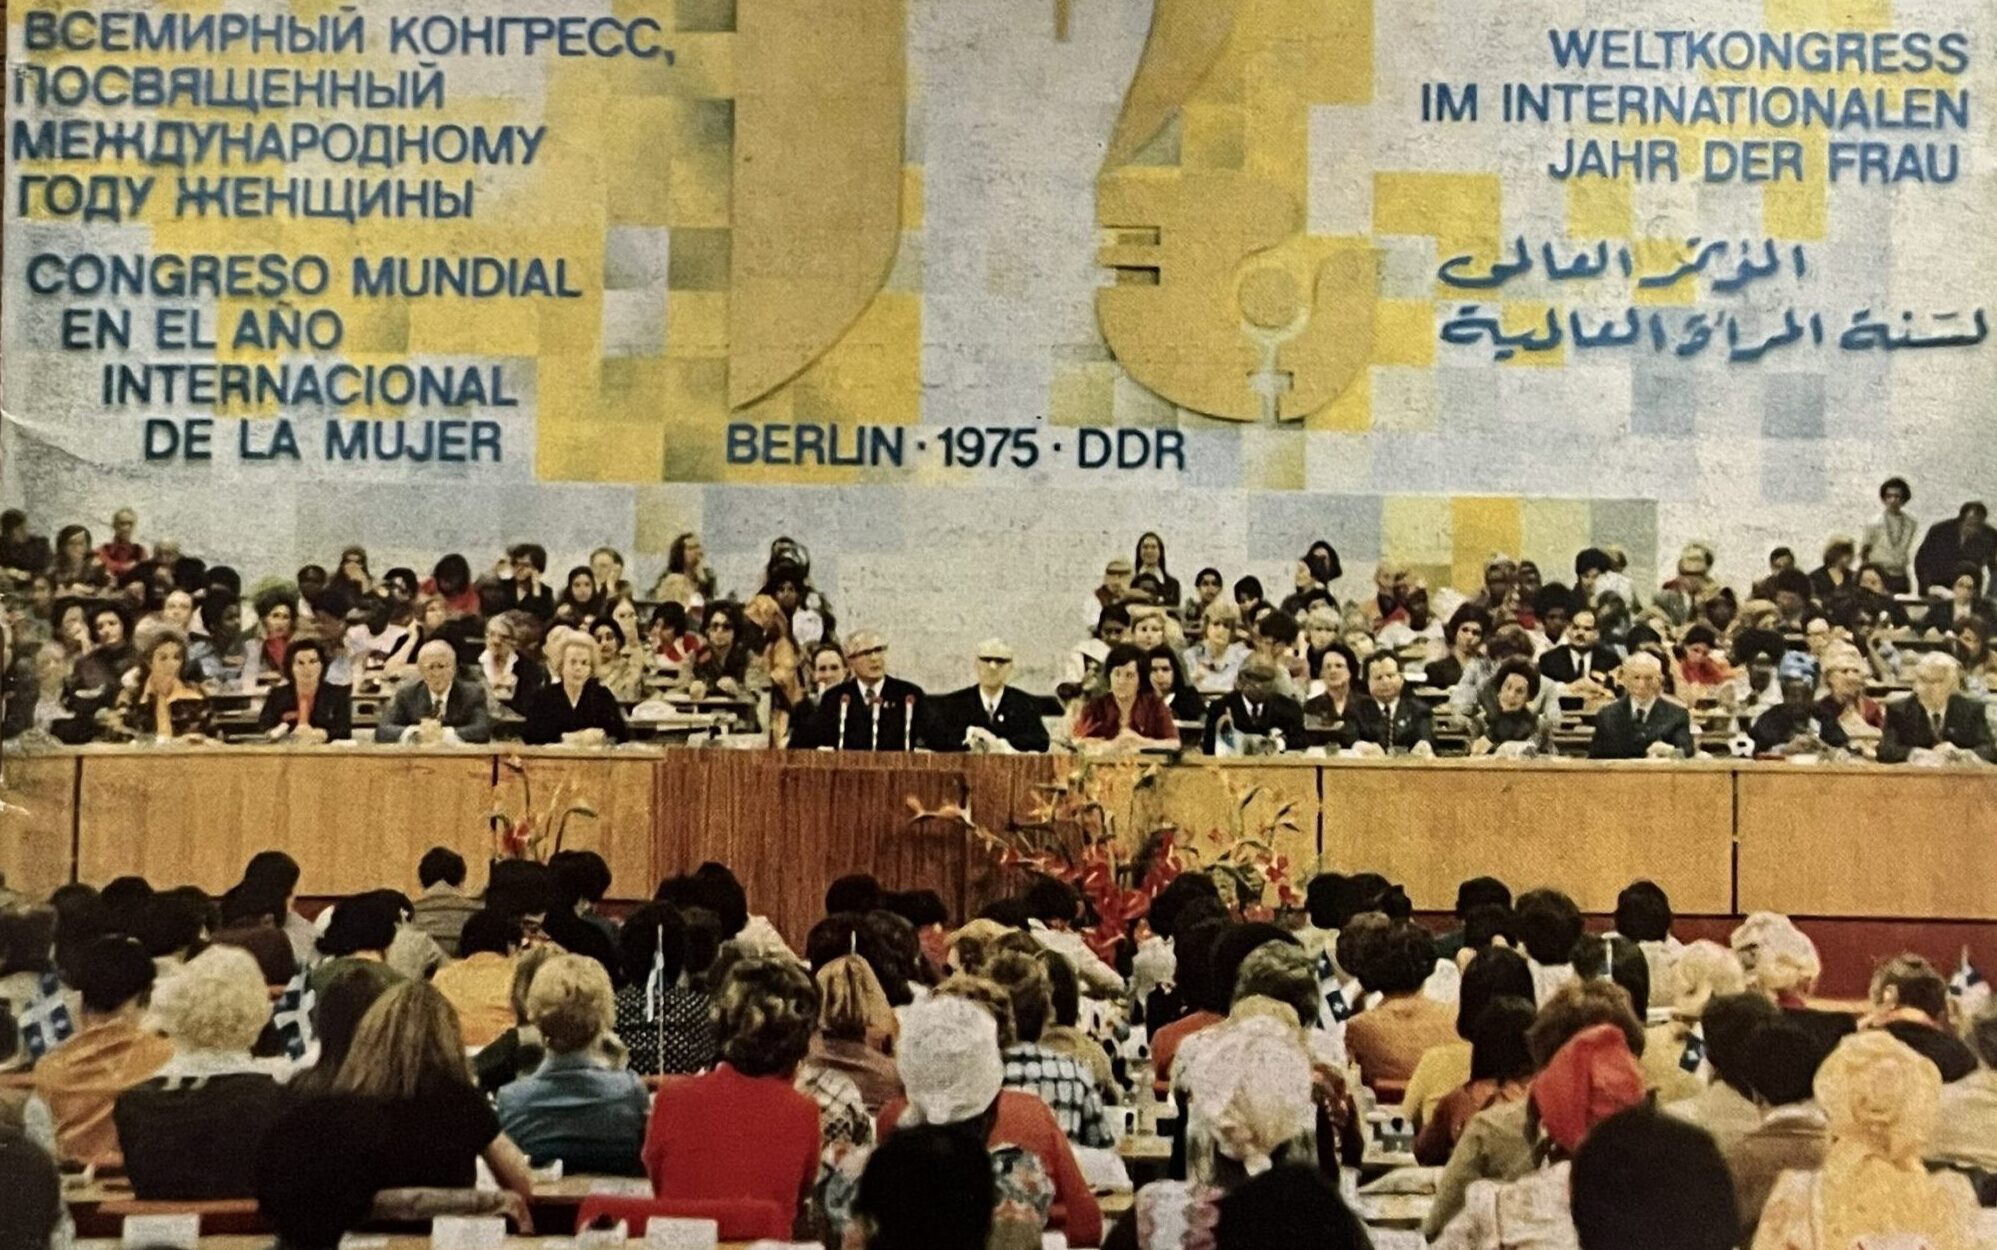 ВСЕМИРНЫЙ КОНГРЕСС,
ПОСВЯЩЕННЫЙ
МЕЖДУНАРОДНОМУ
ГОДУ ЖЕНЩИНЫ
CONGRESO MUNDIAL
EN EL AÑO
INTERNACIONAL
DE LA MUJER
WELTKONGRESS
IM INTERNATIONALEN
JAHR DER FRAU
المؤتمر العالمى
لسنة المرأة العالمية
BERLIN · 1975 · DDR